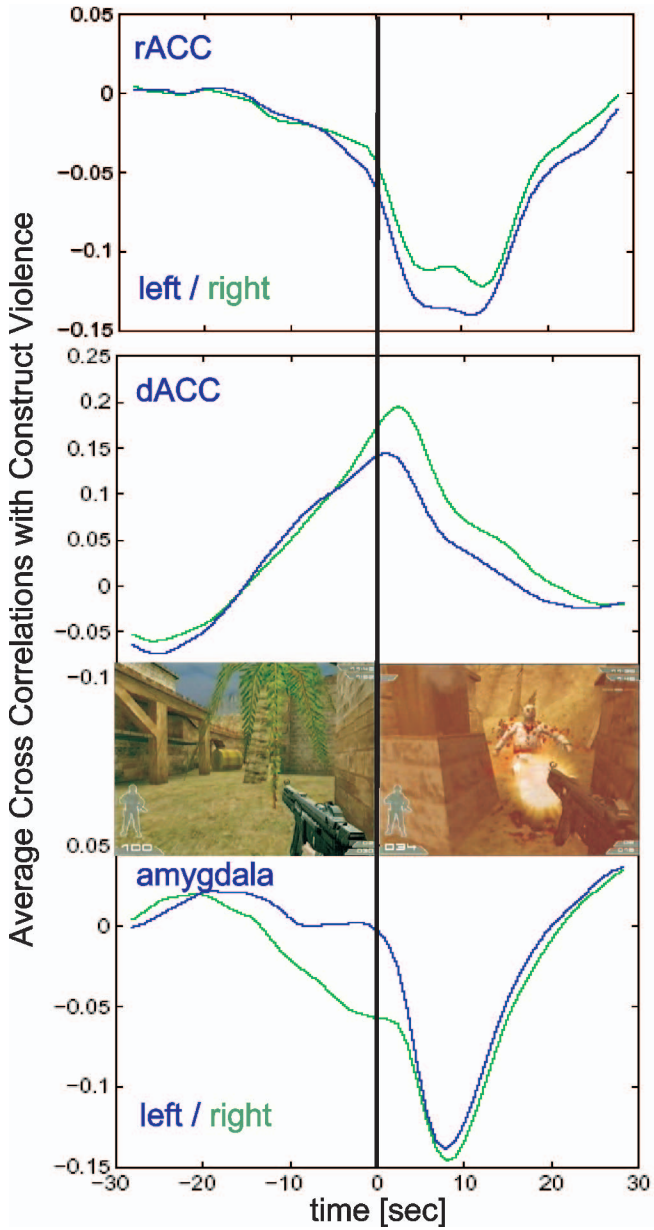 Average Cross Correlations with Construct Violence
0.05
rACC
0
−0.05
−0.1
left / right
−0.15
0.25
dACC
0.2
0.15
0.1
0.05
0
−0.05
−0.1
100
034
0.05
amygdala
0
−0.05
−0.1
left / right
−0.15
−30 −20 −10 0 10 20 30
time [sec]